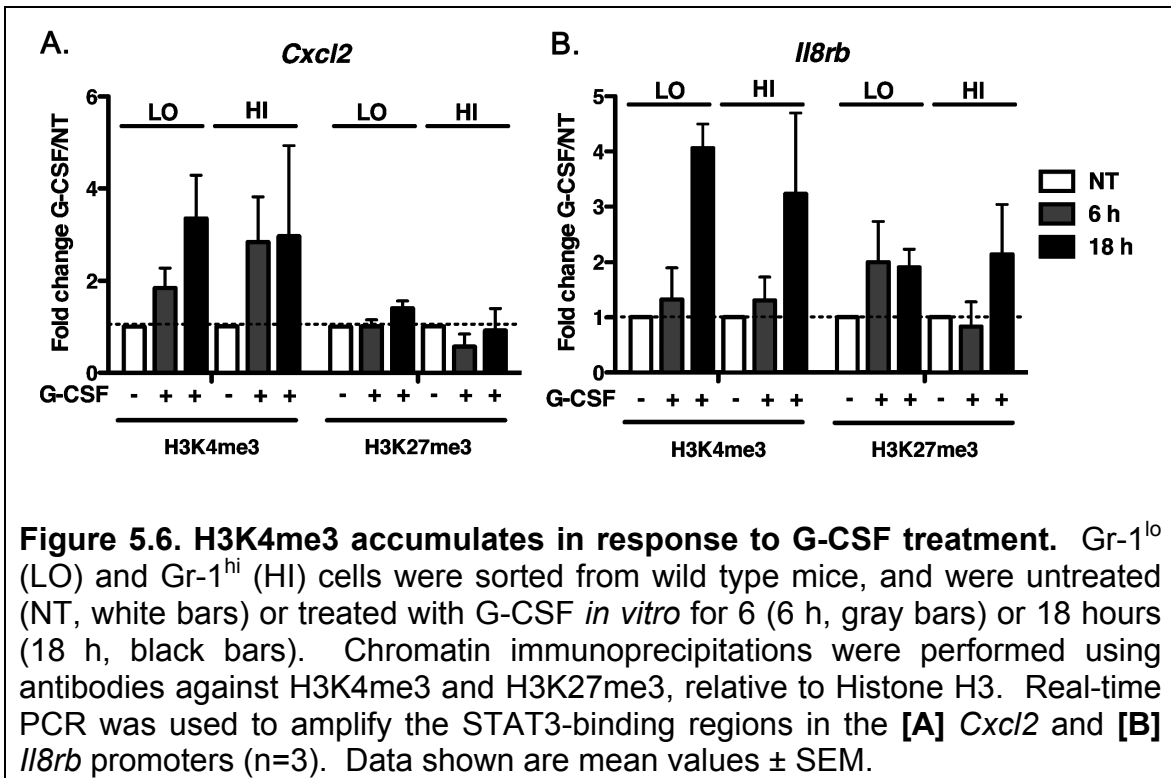 A.
Cxcl2
LO HI LO HI
Fold change G-CSF/NT
6
4
2
0
G-CSF - + + - + + - + + - + +
H3K4me3 H3K27me3
B.
Il8rb
LO HI LO HI
Fold change G-CSF/NT
5
4
3
2
1
0
G-CSF - + + - + + - + + - + +
H3K4me3 H3K27me3
NT
6 h
18 h
Figure 5.6. H3K4me3 accumulates in response to G-CSF treatment. Gr-1lo
(LO) and Gr-1hi (HI) cells were sorted from wild type mice, and were untreated
(NT, white bars) or treated with G-CSF in vitro for 6 (6 h, gray bars) or 18 hours
(18 h, black bars). Chromatin immunoprecipitations were performed using
antibodies against H3K4me3 and H3K27me3, relative to Histone H3. Real-time
PCR was used to amplify the STAT3-binding regions in the [A] Cxcl2 and [B]
Il8rb promoters (n=3). Data shown are mean values ± SEM.